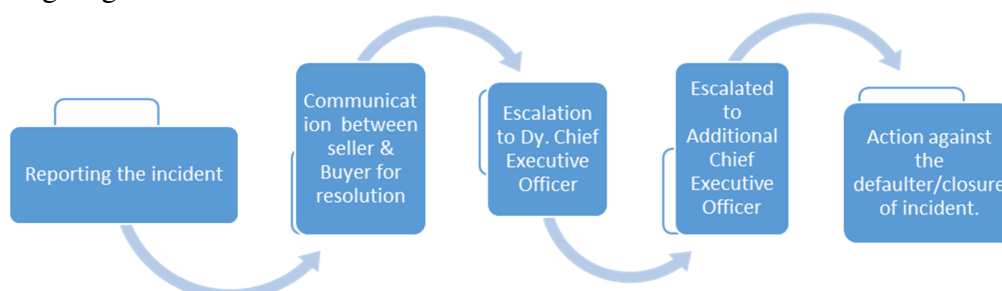 Reporting the incident
Communicat
ion between
seller &
Buyer for
resolution
Escalation
to Dy. Chief
Executive
Officer
Escalated
to
Additional
Chief
Executive
Officer
Action against
the
defaulter/closure
of incident.